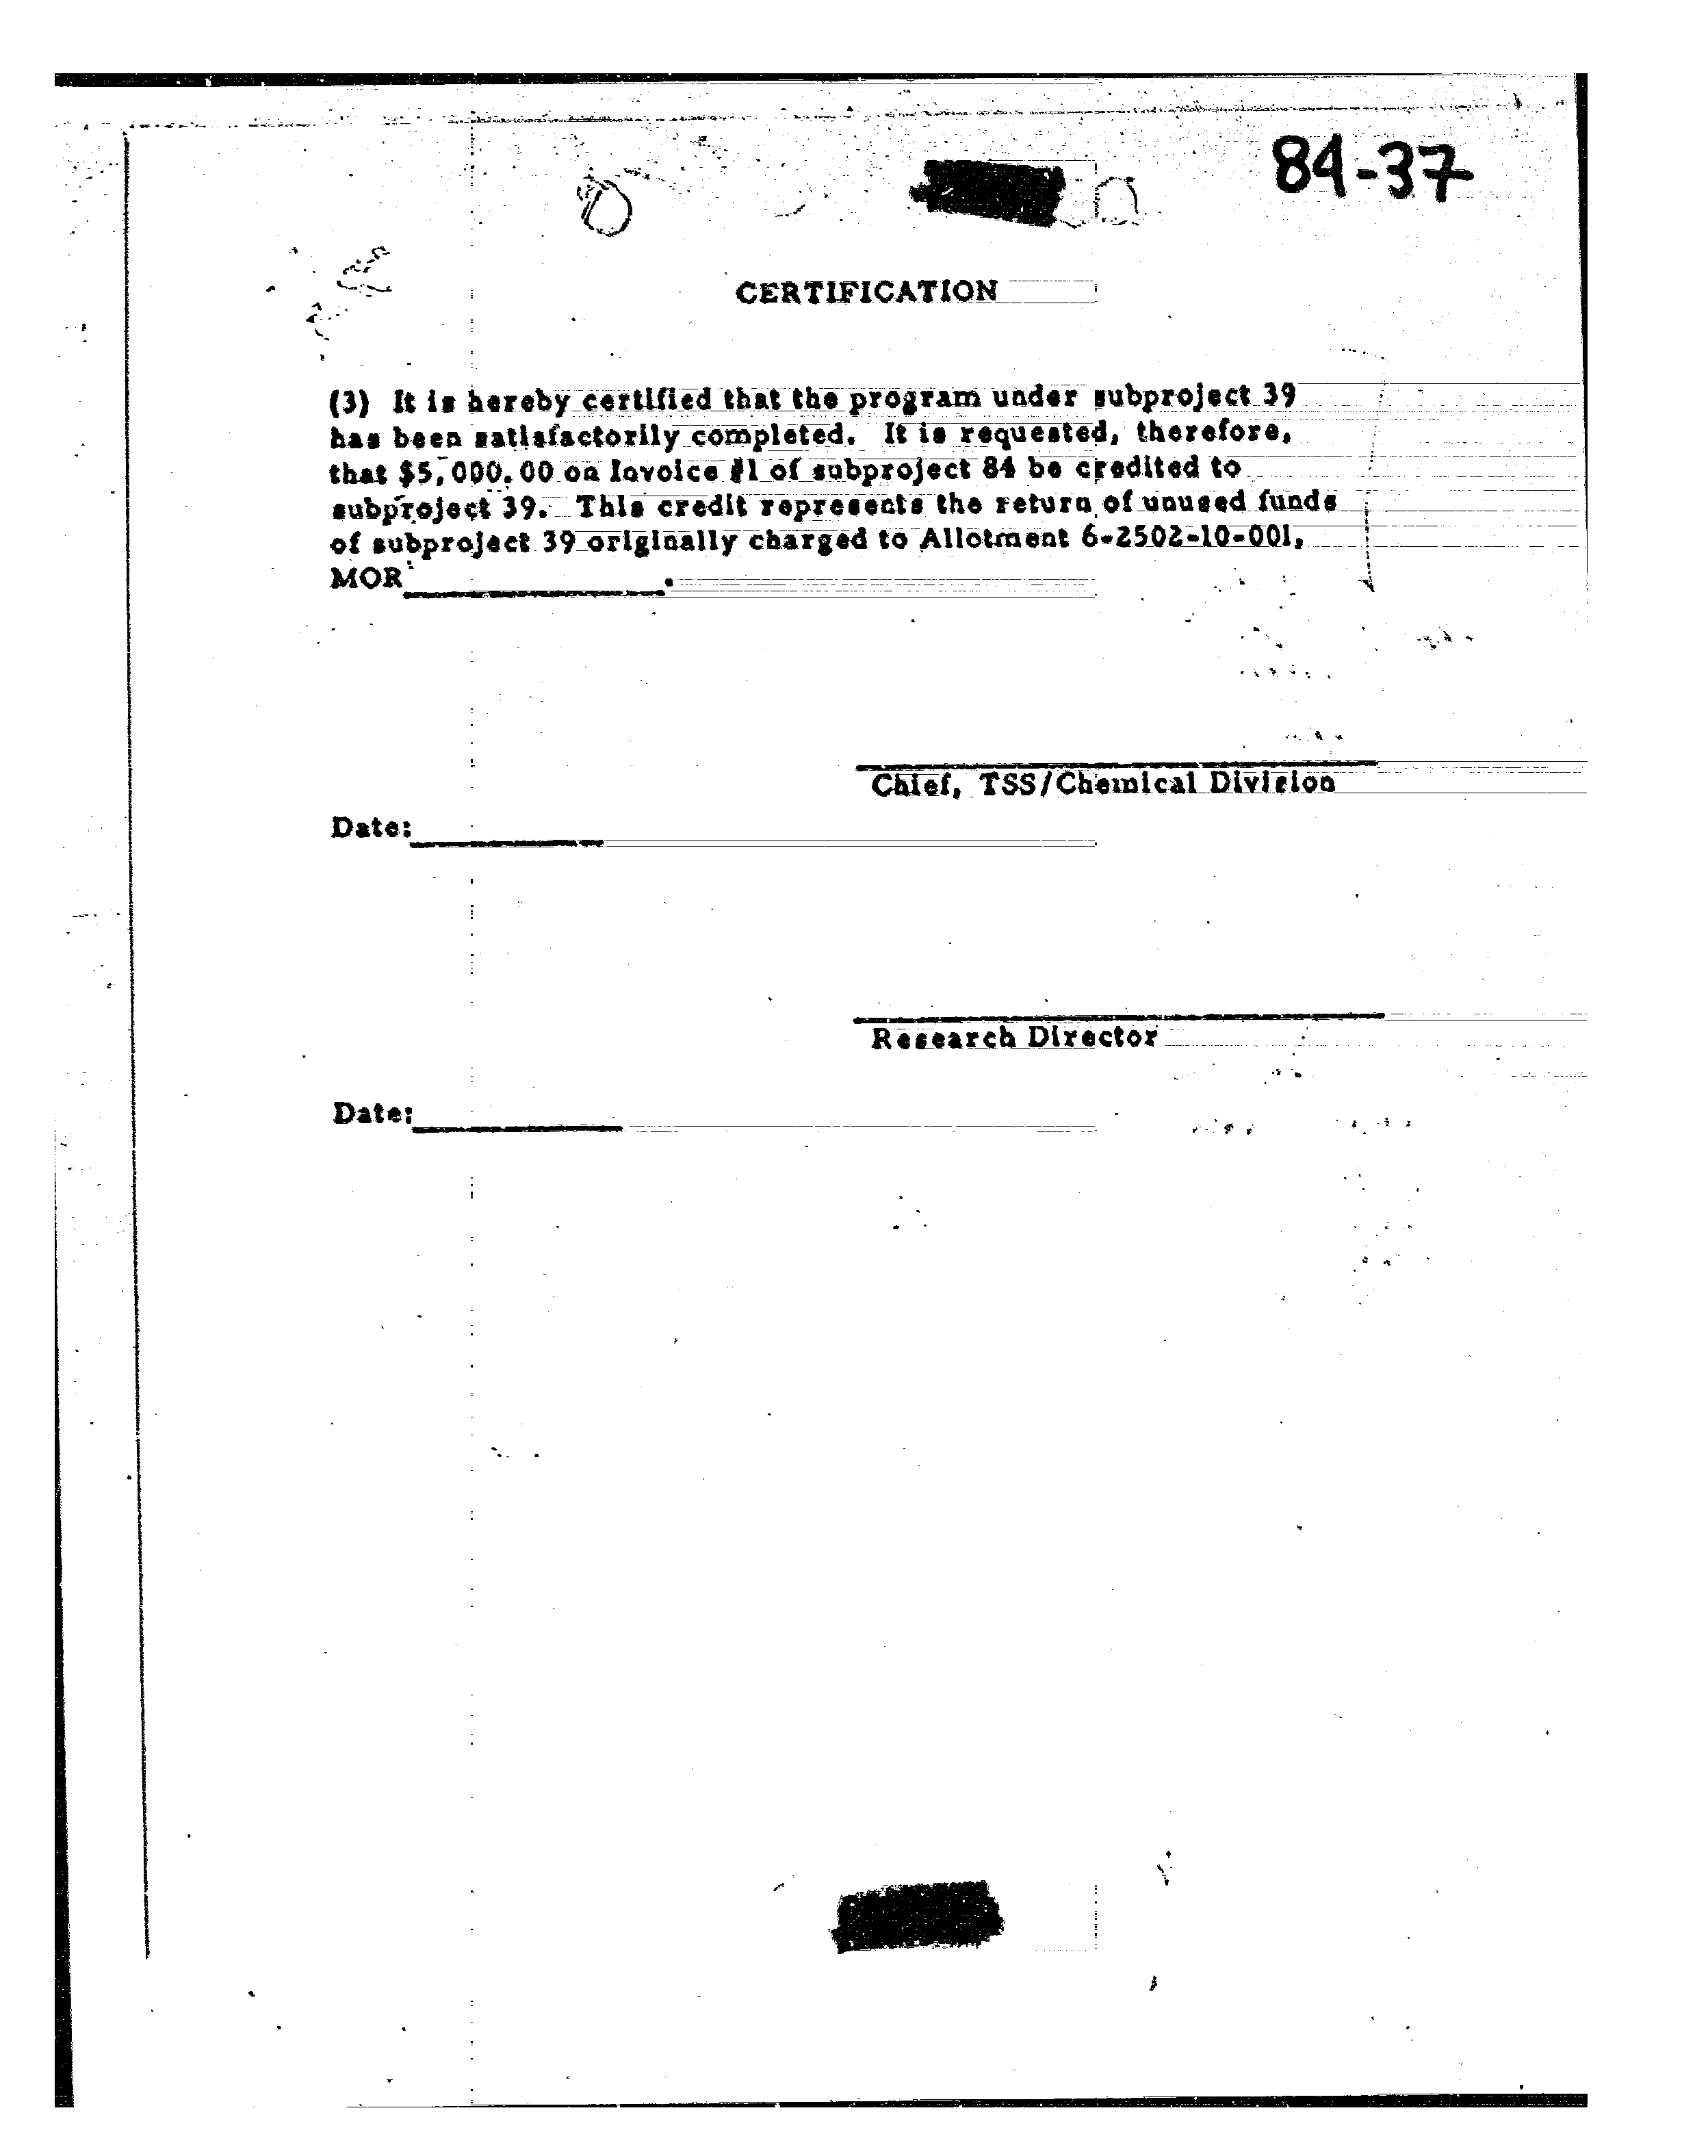 84-37
CERTIFICATION
(3) It is hereby certified that the program under subproject 39
has been satisfactorily completed. It is requested, therefore,
that $5,000.00 on Invoice #1 of subproject 84 be credited to
subproject 39. This credit represents the return of unused funds
of subproject 39 originally charged to Allotment 6-2502-10-001,
MOR____________.
Chief, TSS/Chemical Division
Date:__________
Research Director
Date:__________